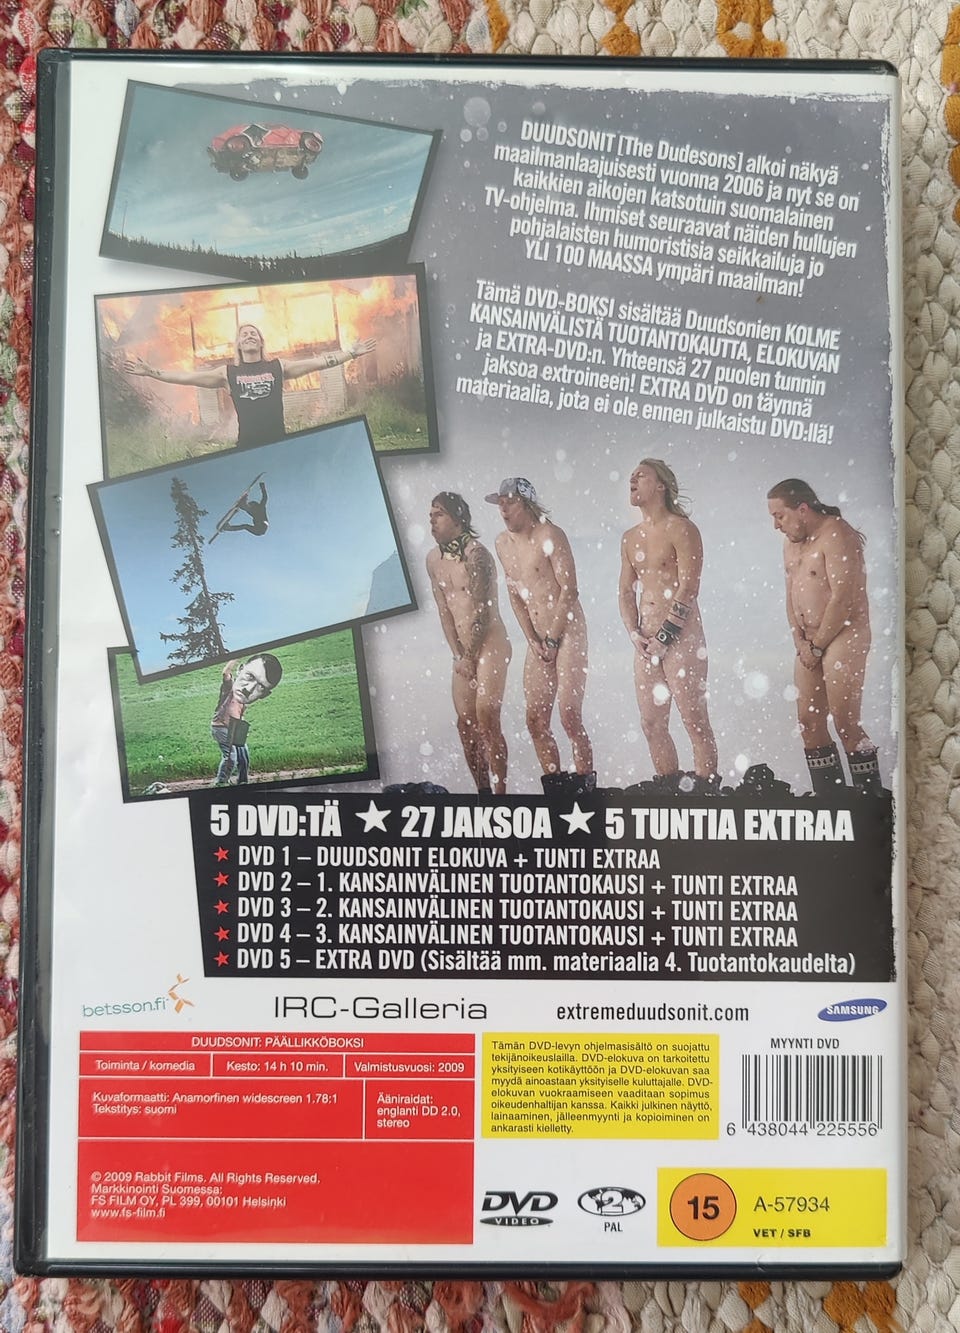 DUUDSONIT [The Dudesons] alkoi näkyä
maailmanlaajuisesti vuonna 2006 ja nyt se on
kaikkien aikojen katsotuin suomalainen
TV-ohjelma. Ihmiset seuraavat näiden hullujen
pohjalaisten humoristisia seikkailuja jo
YLI 100 MAASSA ympäri maailman!
Tämä DVD-BOKSI sisältää Duudsonien KOLME
KANSAINVÄLISTÄ TUOTANTOKAUTTA, ELOKUVAN
ja EXTRA-DVD:n. Yhteensä 27 puolen tunnin
jaksoa extroineen! EXTRA DVD on täynnä
materiaalia, jota ei ole ennen julkaistu DVD:llä!
5 DVD:TÄ ★ 27 JAKSOA ★ 5 TUNTIA EXTRAA
★ DVD 1 – DUUDSONIT ELOKUVA + TUNTI EXTRAA
★ DVD 2 – 1. KANSAINVÄLINEN TUOTANTOKAUSI + TUNTI EXTRAA
★ DVD 3 – 2. KANSAINVÄLINEN TUOTANTOKAUSI + TUNTI EXTRAA
★ DVD 4 – 3. KANSAINVÄLINEN TUOTANTOKAUSI + TUNTI EXTRAA
★ DVD 5 – EXTRA DVD (Sisältää mm. materiaalia 4. Tuotantokaudelta)
betsson.fi IRC-Galleria extremeduudsonit.com SAMSUNG
DUUDSONIT: PÄÄLLIKKÖBOKSI
Toiminta / komedia Kesto: 14 h 10 min. Valmistusvuosi: 2009
Kuvaformaatti: Anamorfinen widescreen 1.78:1
Tekstitys: suomi
Ääniraidat:
englanti DD 2.0,
stereo
© 2009 Rabbit Films. All Rights Reserved.
Markkinointi Suomessa:
FS FILM OY, PL 399, 00101 Helsinki
www.fs-film.fi
Tämän DVD-levyn ohjelmasisältö on suojattu
tekijänoikeuslailla. DVD-elokuva on tarkoitettu
yksityiseen kotikäyttöön ja DVD-elokuvan saa
myydä ainoastaan yksityiselle kuluttajalle. DVD-
elokuvan vuokraamiseen vaaditaan sopimus
oikeudenhaltijan kanssa. Kaikki julkinen näyttö,
lainaaminen, jälleenmyynti ja kopioiminen on
ankarasti kielletty.
MYYNTI DVD
6 438044 225556
DVD
VIDEO
2
PAL
15
A-57934
VET / SFB